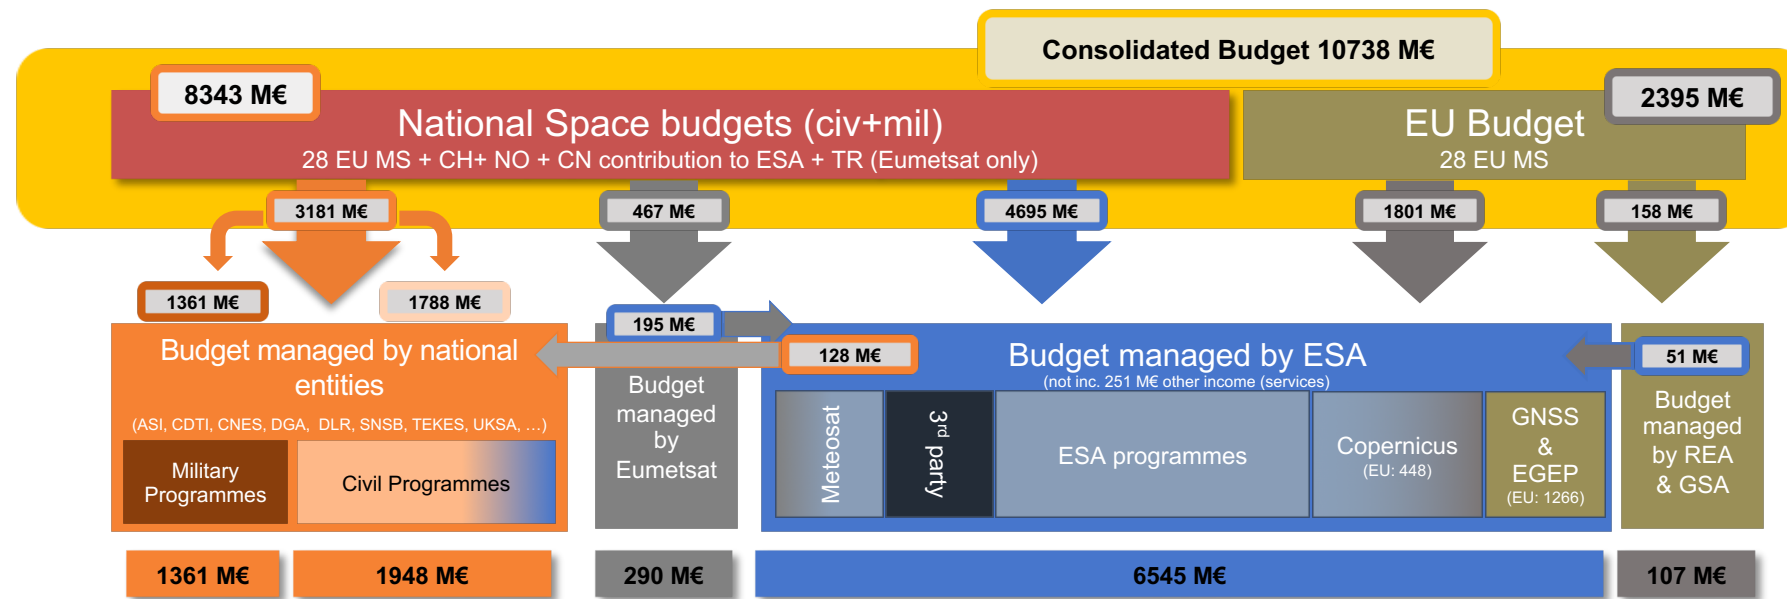 Consolidated Budget 10738 M€
8343 M€
2395 M€
National Space budgets (civ+mil)
28 EU MS + CH+ NO + CN contribution to ESA + TR (Eumetsat only)
EU Budget
28 EU MS
3181 M€
467 M€
4695 M€
1801 M€
158 M€
1361 M€
1788 M€
195 M€
128 M€
51 M€
Budget managed by national
entities
(ASI, CDTI, CNES, DGA, DLR, SNSB, TEKES, UKSA, …)
Military
Programmes
Civil Programmes
Budget
managed
by
Eumetsat
Budget managed by ESA
(not inc. 251 M€ other income (services)
Meteosat
3rd party
ESA programmes
Copernicus
(EU: 448)
GNSS
&
EGEP
(EU: 1266)
Budget
managed
by REA
& GSA
1361 M€
1948 M€
290 M€
6545 M€
107 M€